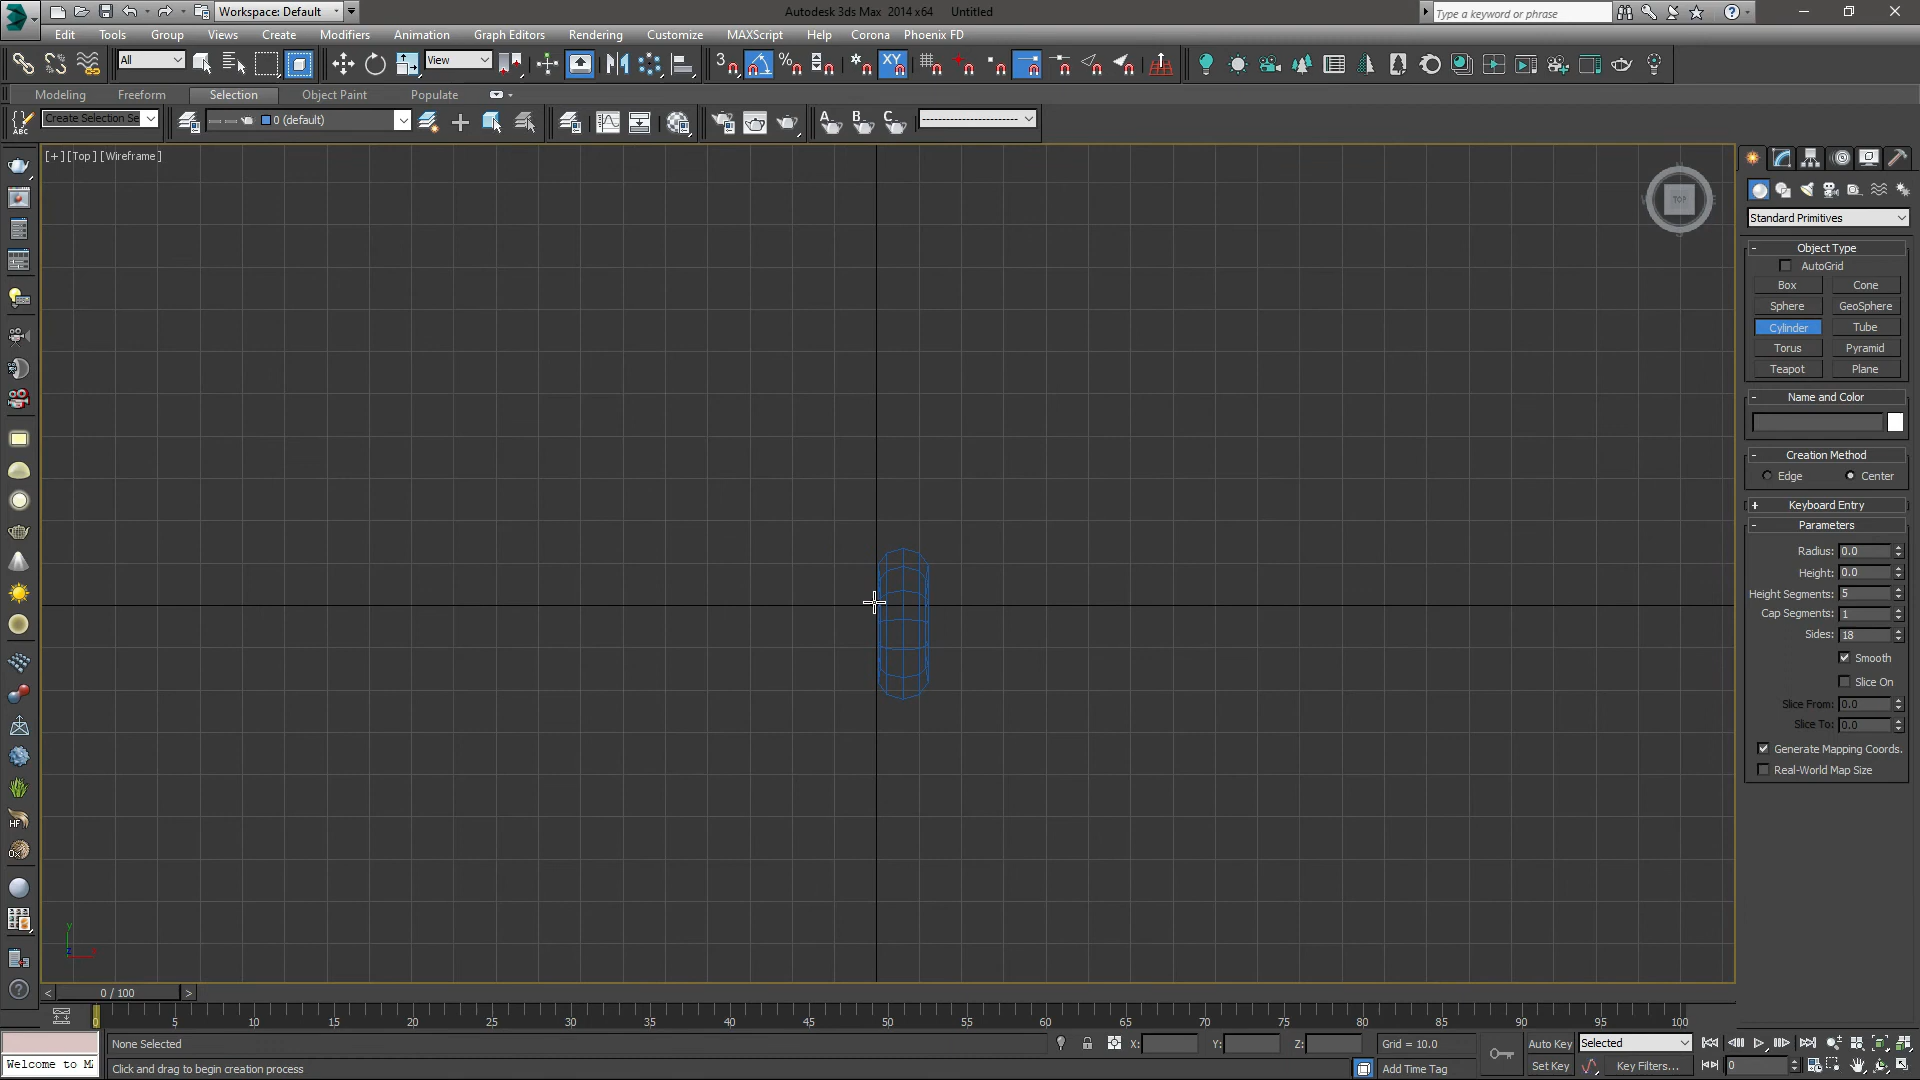 Workspace: Default
Autodesk 3ds Max  2014 x64    Untitled
Type a keyword or phrase
Edit Tools Group Views Create Modifiers Animation Graph Editors Rendering Customize MAXScript Help Corona Phoenix FD
All
View
3
XY
Modeling Freeform Selection Object Paint Populate
ABC
Create Selection Se
0 (default)
A
B
C
[+] [Top] [Wireframe]
TOP
Standard Primitives
- Object Type
AutoGrid
Box Cone
Sphere GeoSphere
Cylinder Tube
Torus Pyramid
Teapot Plane
- Name and Color
- Creation Method
Edge Center
+ Keyboard Entry
- Parameters
Radius: 0.0
Height: 0.0
Height Segments: 5
Cap Segments: 1
Sides: 18
Smooth
Slice On
Slice From: 0.0
Slice To: 0.0
Generate Mapping Coords.
Real-World Map Size
HF
y
z
< 0 / 100 >
0 5 10 15 20 25 30 35 40 45 50 55 60 65 70 75 80 85 90 95 100
None Selected
X: Y: Z: Grid = 10.0
Auto Key Selected
Welcome to M
Click and drag to begin creation process
Add Time Tag
Set Key Key Filters...
0